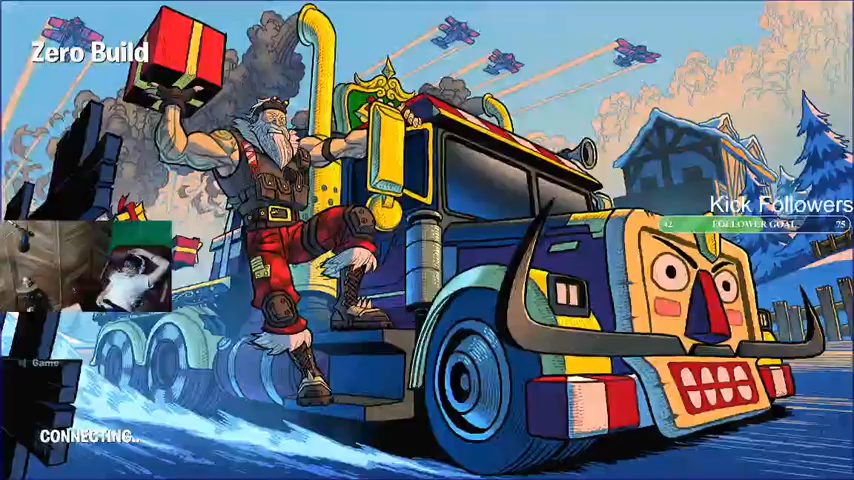 Zero Build
Kick Followers
42 FOLLOWER GOAL 75
Game
CONNECTING..